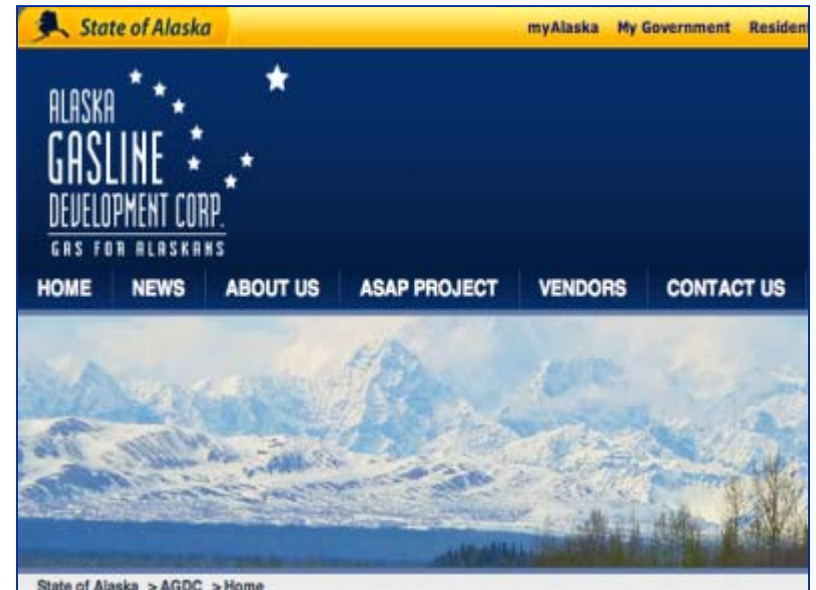 State of Alaska
myAlaska My Government Residen
ALASKA
GASLINE
DEVELOPMENT CORP.
GAS FOR ALASKANS
HOME NEWS ABOUT US ASAP PROJECT VENDORS CONTACT US
State of Alaska > AGDC > Home